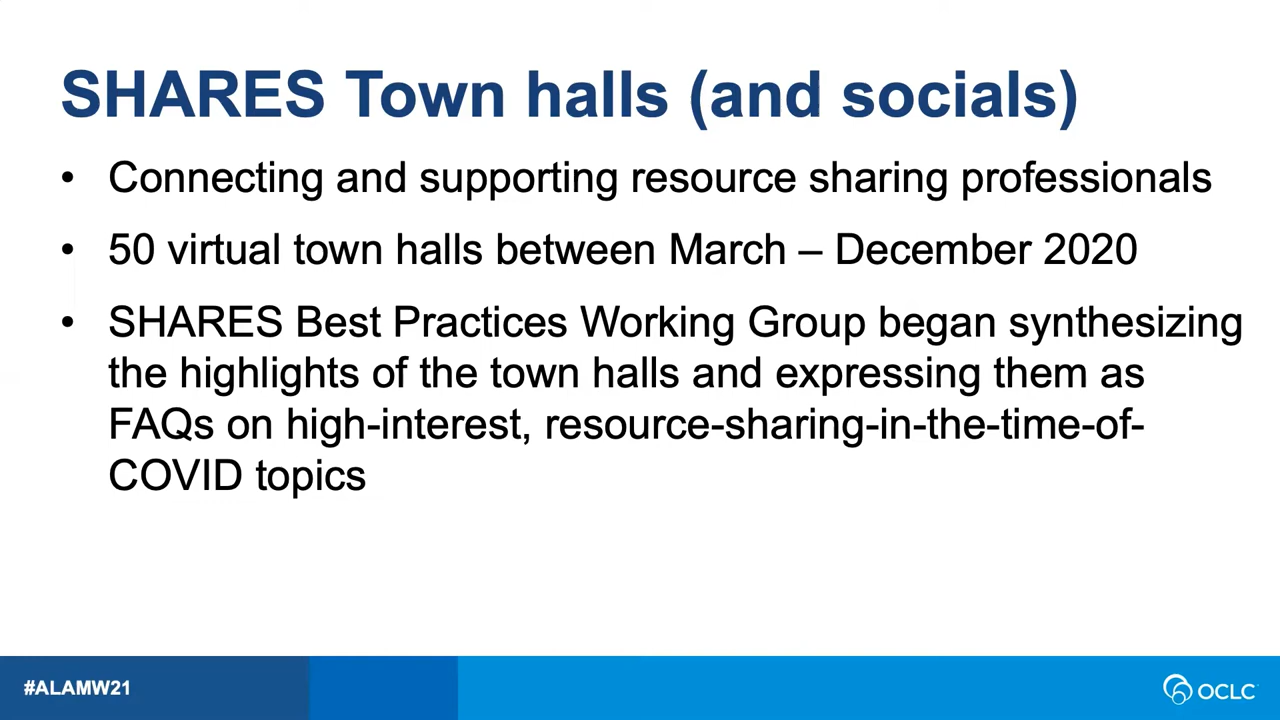 SHARES Town halls (and socials)
• Connecting and supporting resource sharing professionals
• 50 virtual town halls between March – December 2020
• SHARES Best Practices Working Group began synthesizing
the highlights of the town halls and expressing them as
FAQs on high-interest, resource-sharing-in-the-time-of-
COVID topics
#ALAMW21
OCLC